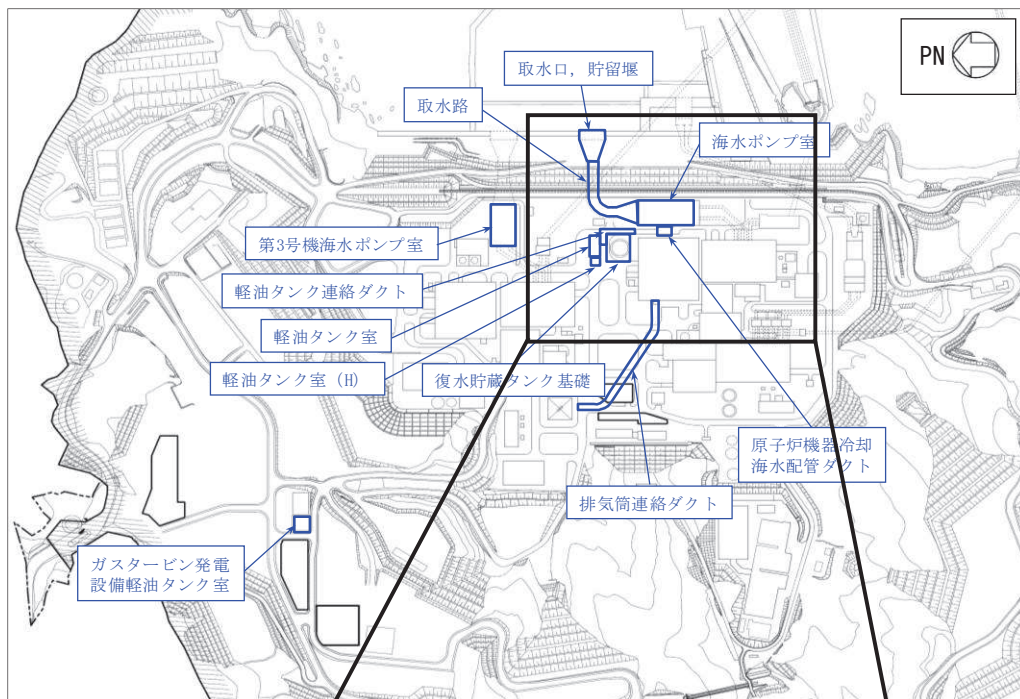 PN
取水口，貯留堰
取水路
海水ポンプ室
第3号機海水ポンプ室
軽油タンク連絡ダクト
軽油タンク室
軽油タンク室（H）
復水貯蔵タンク基礎
原子炉機器冷却
海水配管ダクト
排気筒連絡ダクト
ガスタービン発電
設備軽油タンク室